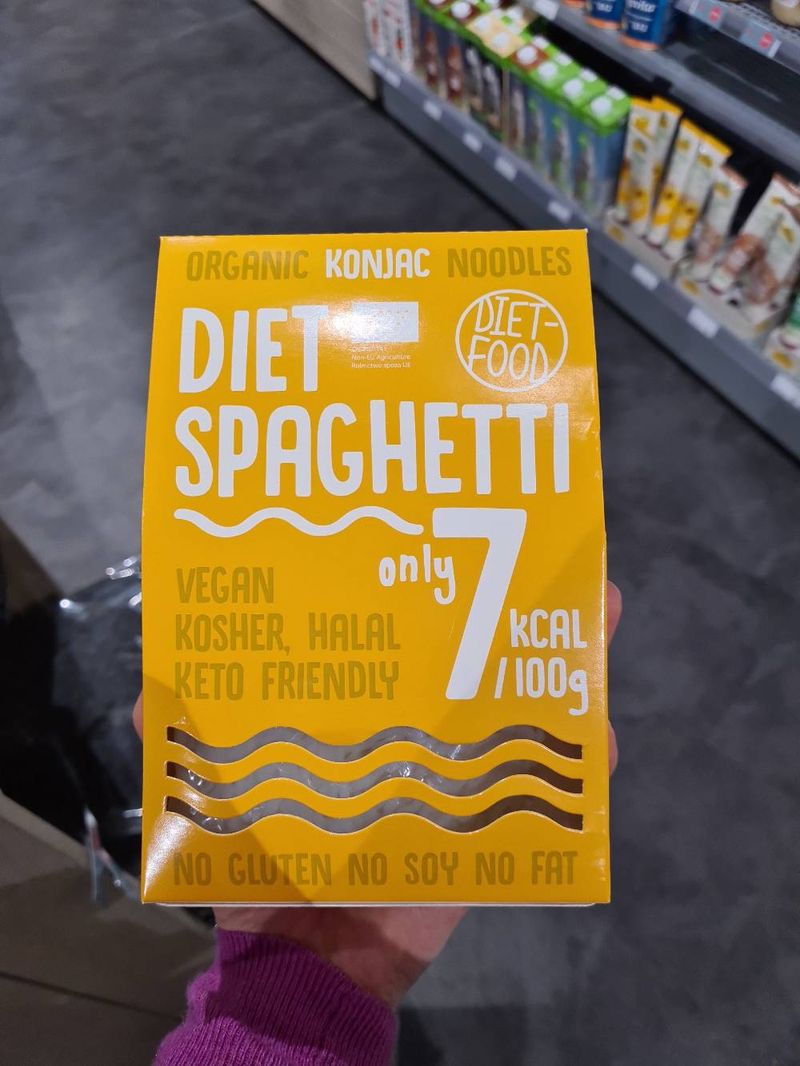 ORGANIC KONJAC NOODLES
DIET
Non-EU Agriculture
Rolnictwo spoza UE
DIET-
FOOD
SPAGHETTI
only 7 kCAL
/100g
VEGAN
KOSHER, HALAL
KETO FRIENDLY
NO GLUTEN NO SOY NO FAT